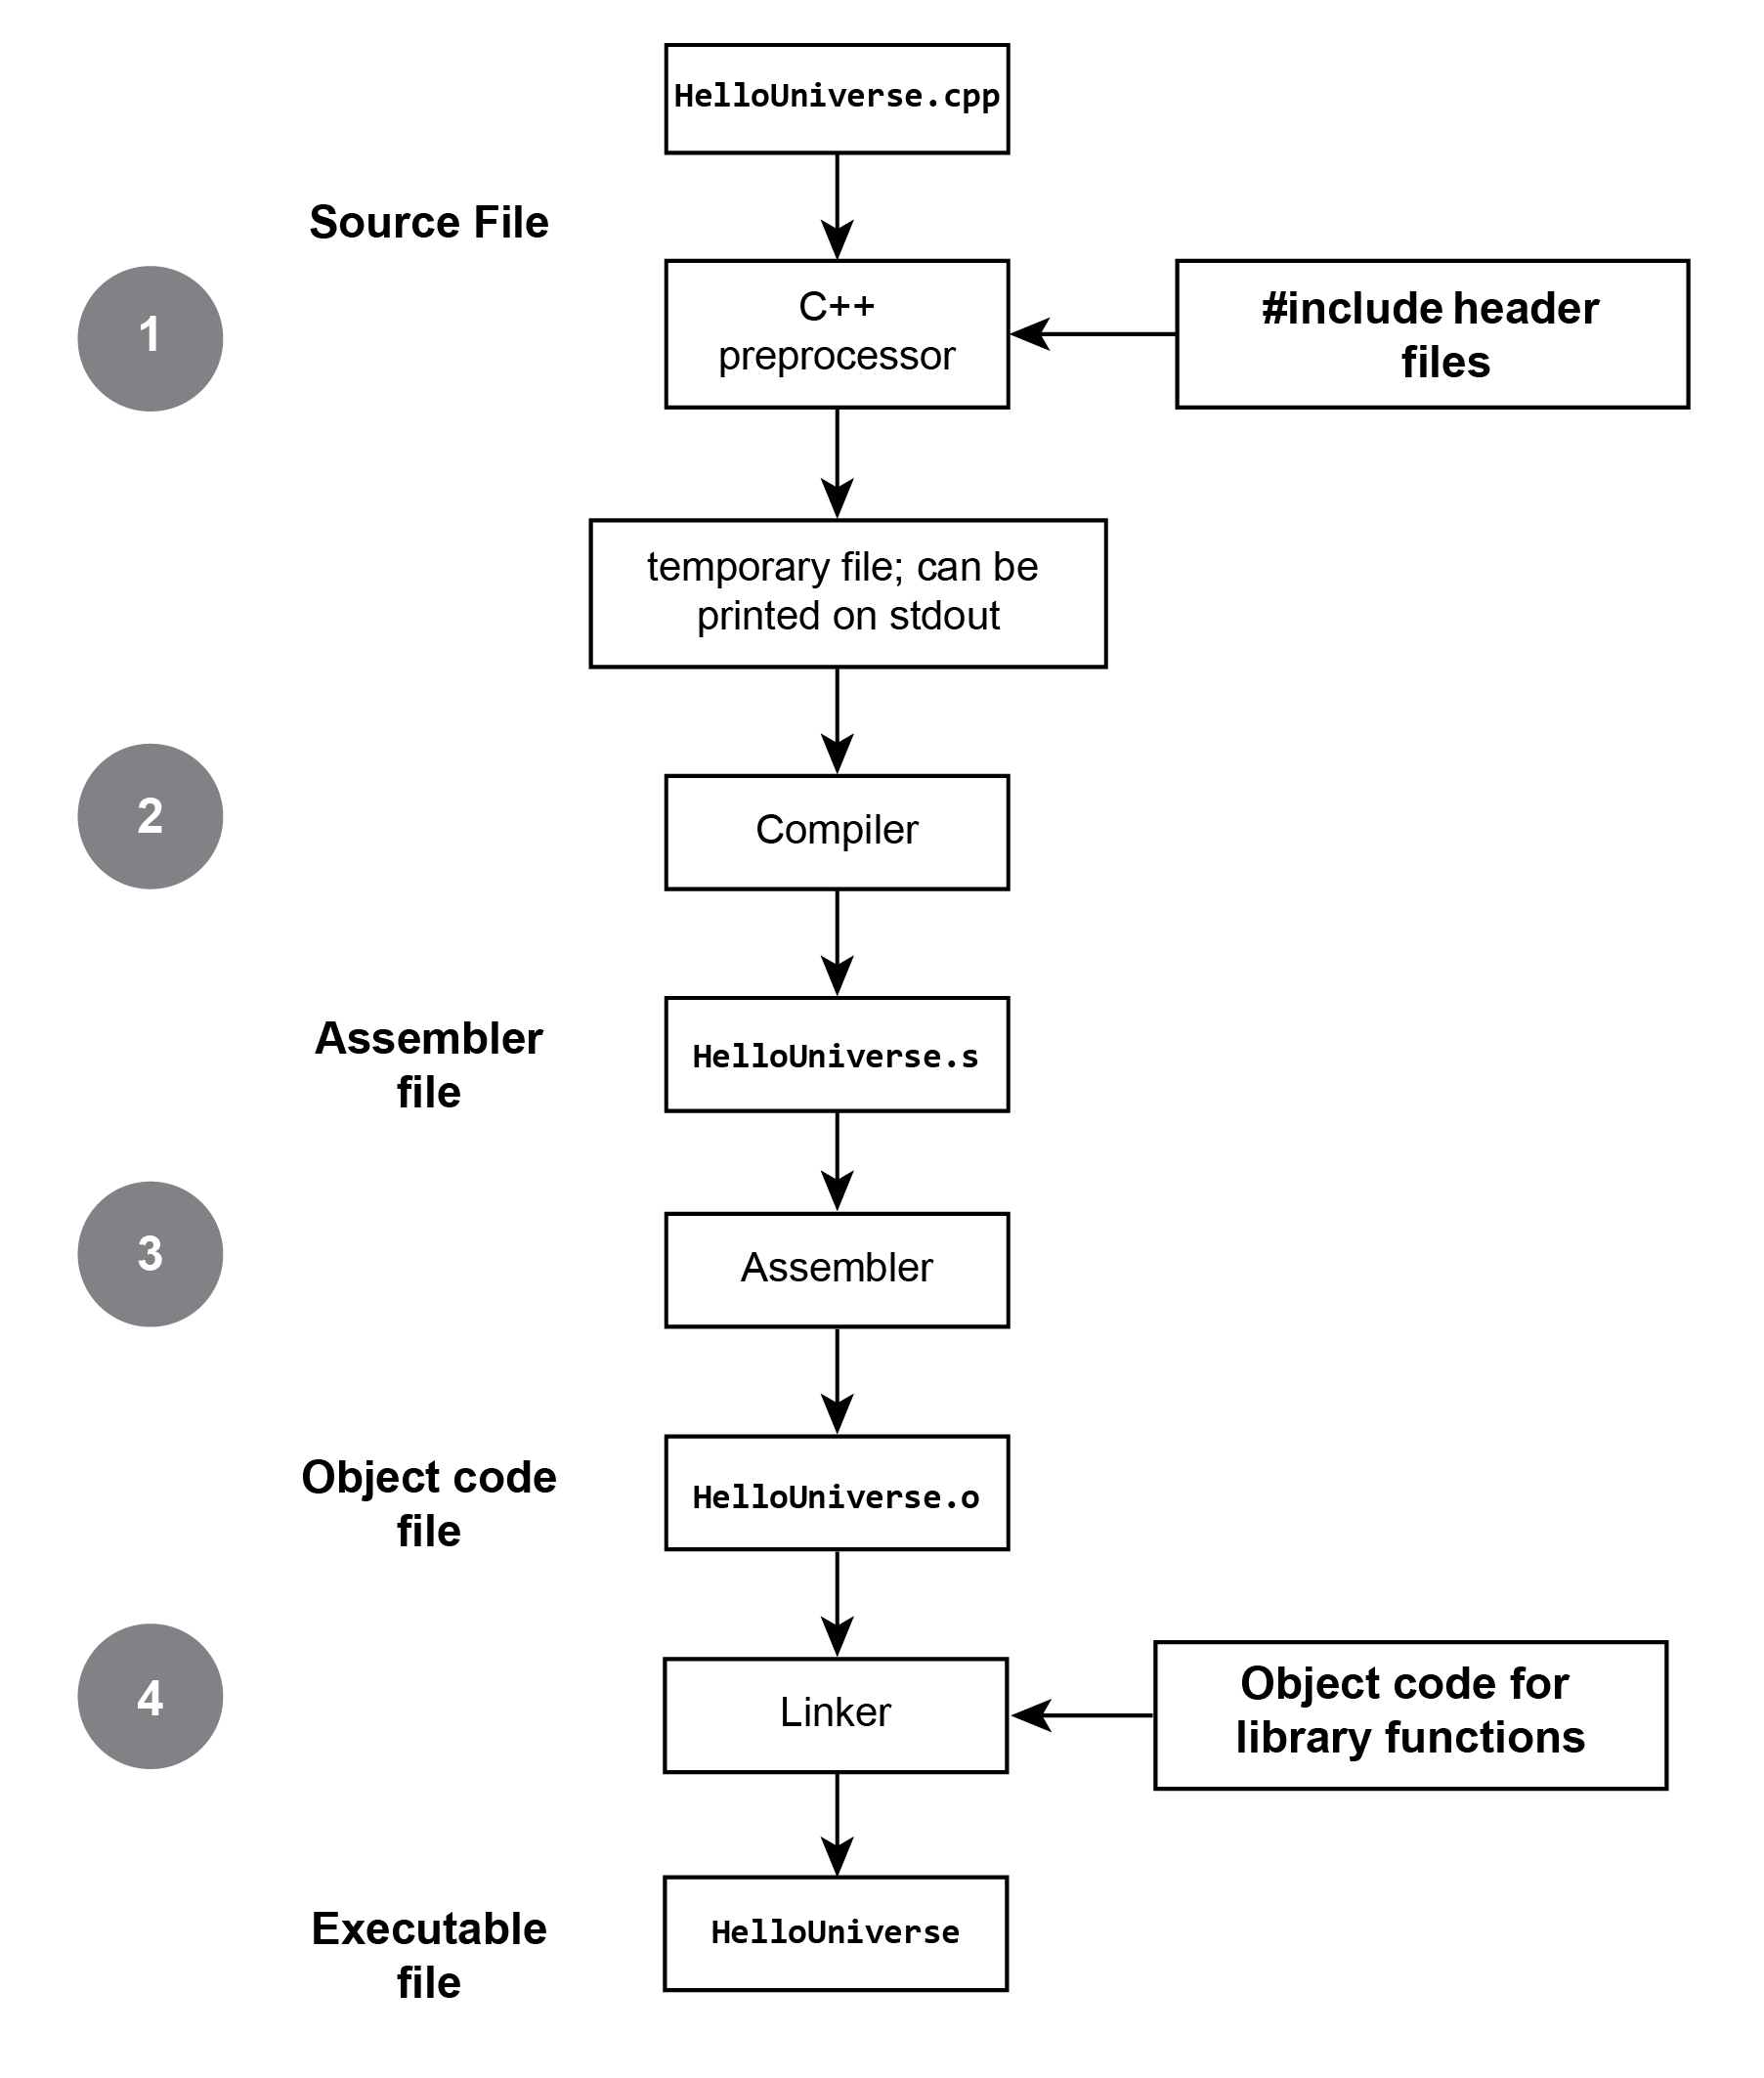 HelloUniverse.cpp
Source File
1
C++
preprocessor
#include header
files
temporary file; can be
printed on stdout
2
Compiler
Assembler
file
HelloUniverse.s
3
Assembler
Object code
file
HelloUniverse.o
4
Linker
Object code for
library functions
Executable
file
HelloUniverse